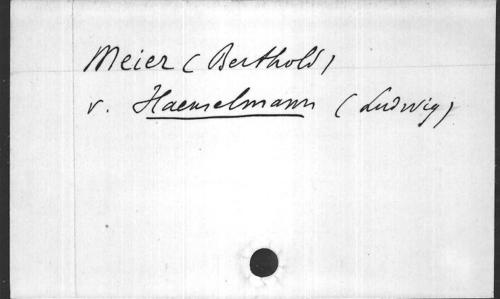 Meier (Berthold)
v. Haenselmann (Ludwig)